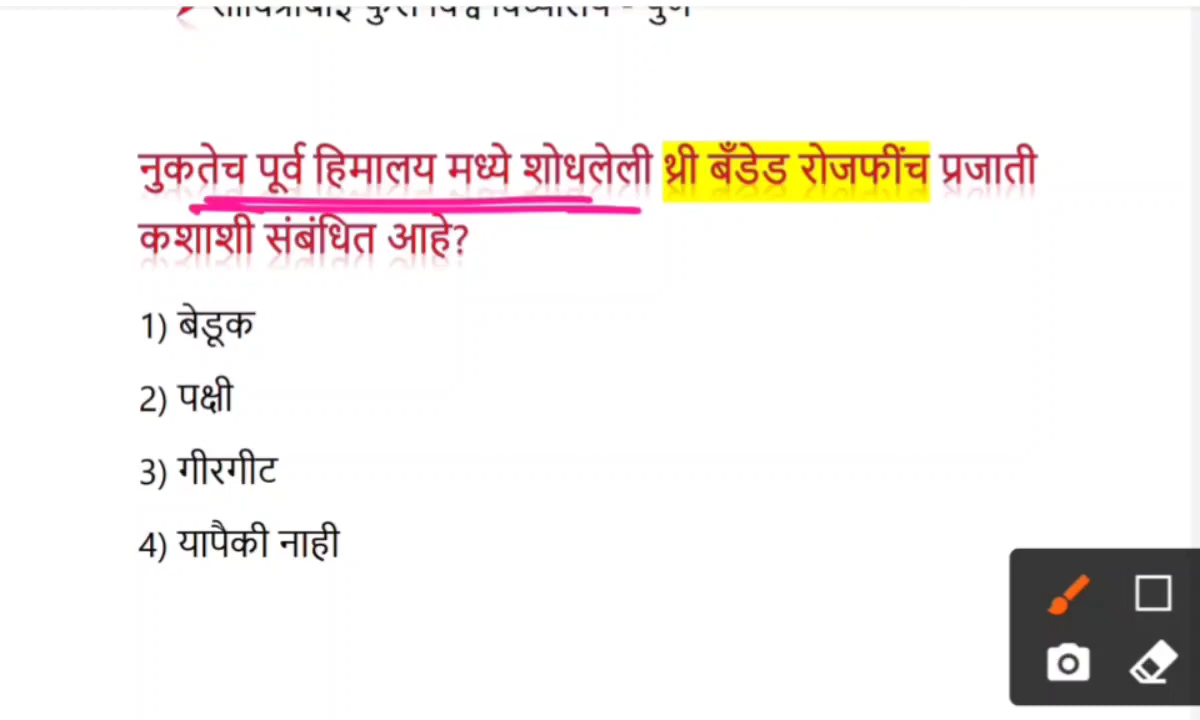 नुकतेच पूर्व हिमालय मध्ये शोधलेली थ्री बँडेड रोजफींच प्रजाती
कशाशी संबंधित आहे?
1) बेडूक
2) पक्षी
3) गीरगीट
4) यापैकी नाही